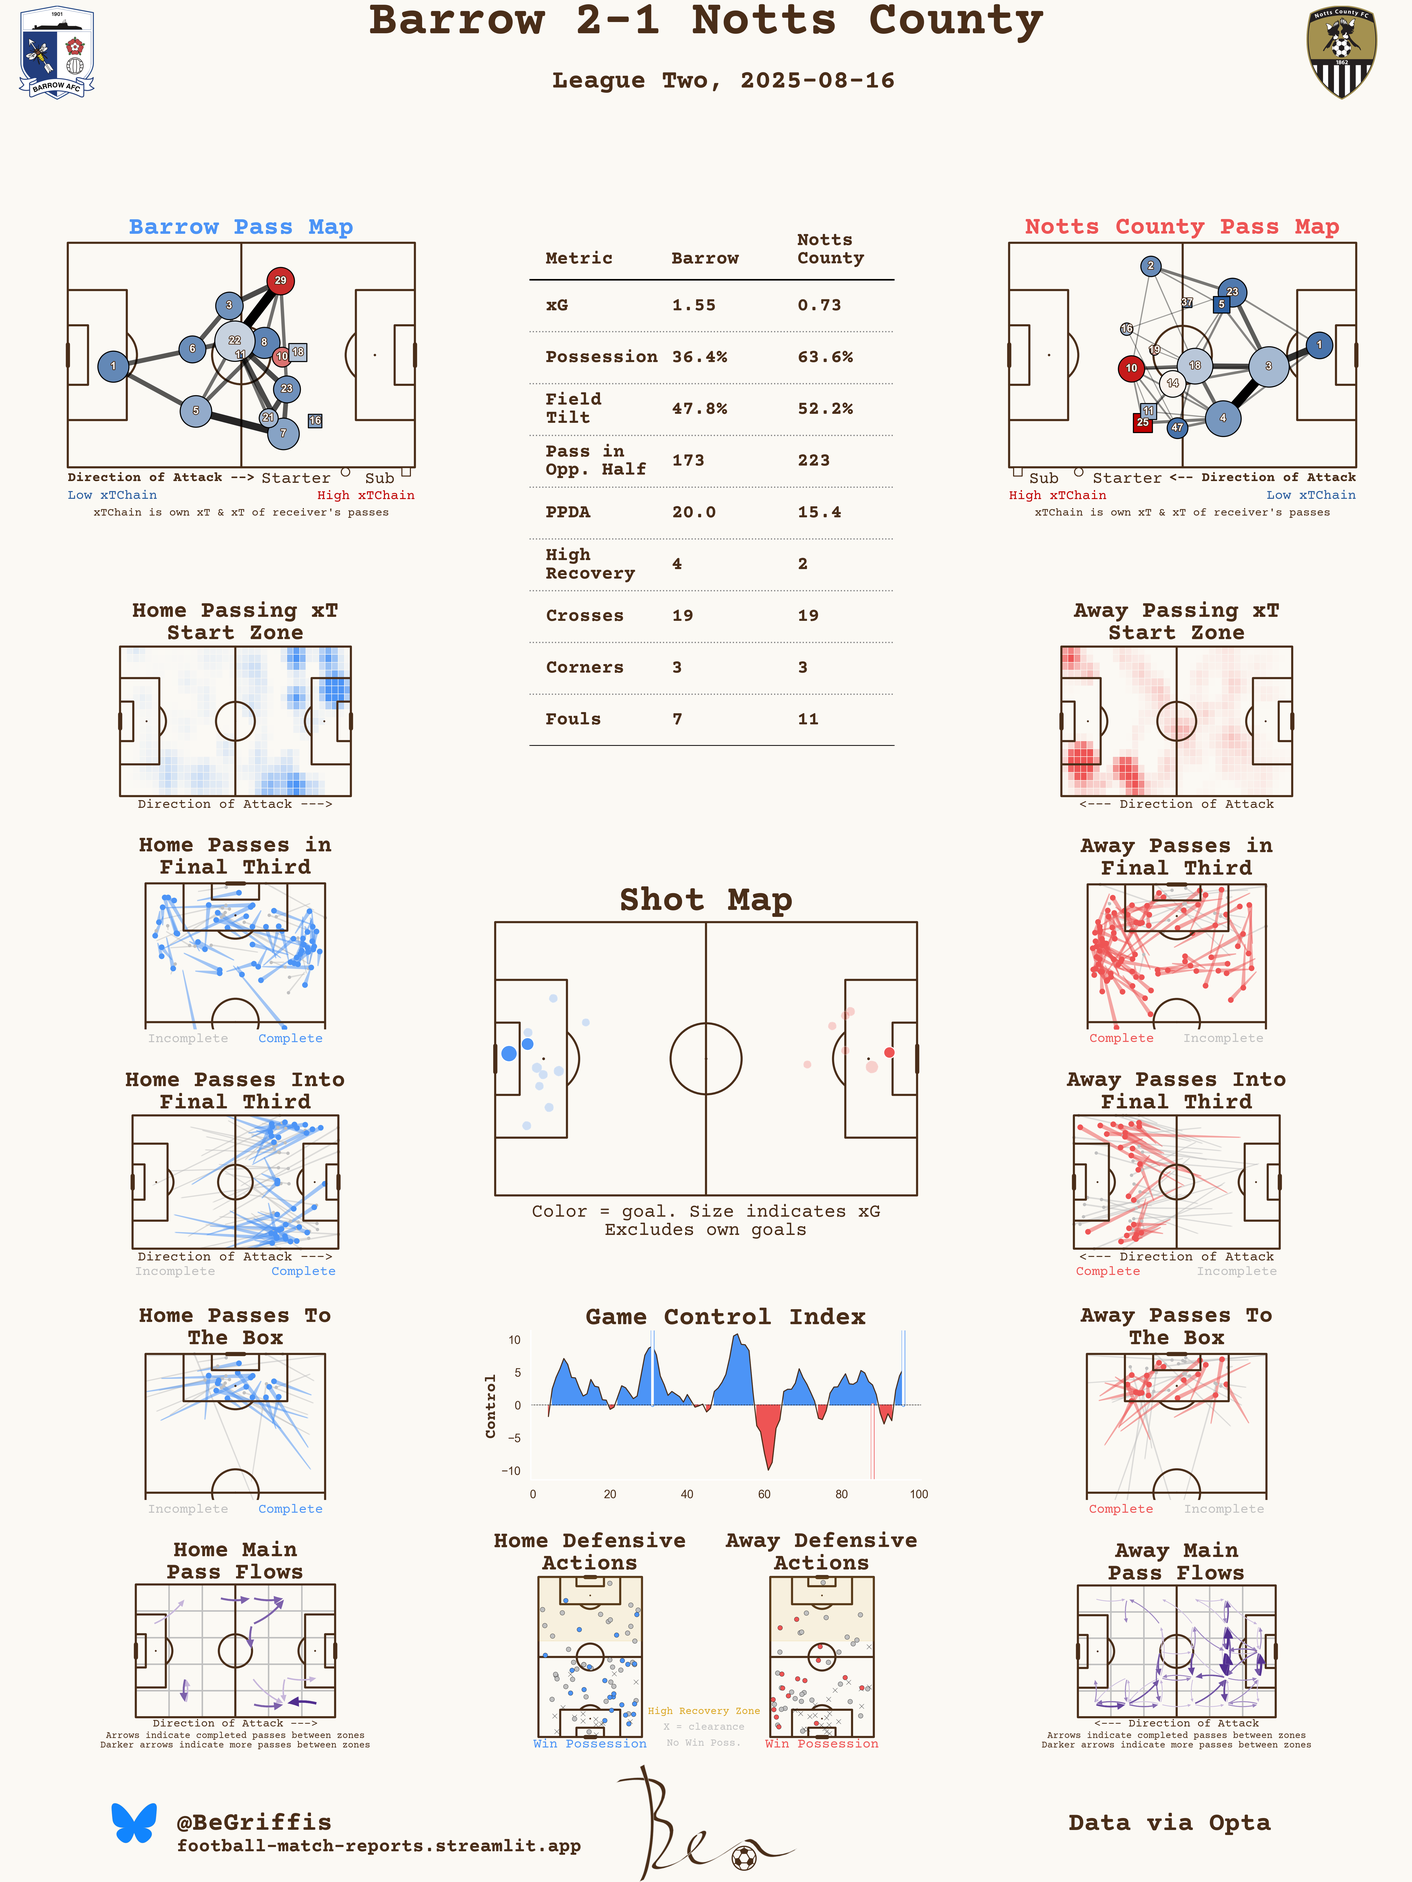 Barrow 2-1 Notts County
League Two, 2025-08-16
1901
BARROW AFC
Notts County FC
1862
Barrow Pass Map
29
3
22
8
11
10
18
6
1
23
5
21
7
16
Direction of Attack --> Starter Sub
Low xTChain High xTChain
xTChain is own xT & xT of receiver's passes
Metric Barrow Notts County
xG 1.55 0.73
Possession 36.4% 63.6%
Field Tilt 47.8% 52.2%
Pass in Opp. Half 173 223
PPDA 20.0 15.4
High Recovery 4 2
Crosses 19 19
Corners 3 3
Fouls 7 11
Notts County Pass Map
2
23
37
5
16
1
19
10
18
3
14
11
25
47
4
Sub Starter <-- Direction of Attack
High xTChain Low xTChain
xTChain is own xT & xT of receiver's passes
Home Passing xT
Start Zone
Direction of Attack --->
Away Passing xT
Start Zone
<--- Direction of Attack
Home Passes in
Final Third
Incomplete Complete
Away Passes in
Final Third
Complete Incomplete
Shot Map
Color = goal. Size indicates xG
Excludes own goals
Home Passes Into
Final Third
Direction of Attack --->
Incomplete Complete
Away Passes Into
Final Third
<--- Direction of Attack
Complete Incomplete
Home Passes To
The Box
Incomplete Complete
Game Control Index
Control
10
5
0
−5
−10
0 20 40 60 80 100
Away Passes To
The Box
Complete Incomplete
Home Main
Pass Flows
Direction of Attack --->
Arrows indicate completed passes between zones
Darker arrows indicate more passes between zones
Home Defensive
Actions
Win Possession
Away Defensive
Actions
Win Possession
High Recovery Zone
X = clearance
No Win Poss.
Away Main
Pass Flows
<--- Direction of Attack
Arrows indicate completed passes between zones
Darker arrows indicate more passes between zones
@BeGriffis
football-match-reports.streamlit.app
Ben
Data via Opta